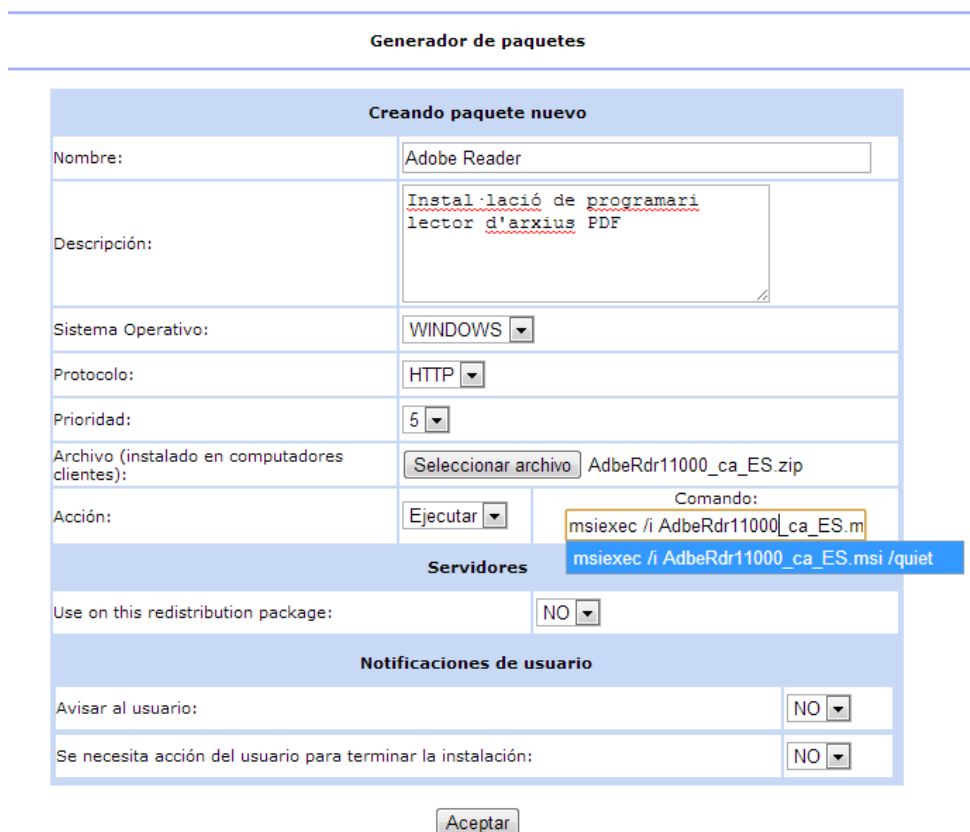 Generador de paquetes
Creando paquete nuevo
Nombre:
Adobe Reader
Descripción:
Instal·lació de programari
lector d'arxius PDF
Sistema Operativo:
WINDOWS
Protocolo:
HTTP
Prioridad:
5
Archivo (instalado en computadores
clientes):
Seleccionar archivo AdbeRdr11000_ca_ES.zip
Acción:
Ejecutar
Comando:
msiexec /i AdbeRdr11000_ca_ES.m
msiexec /i AdbeRdr11000_ca_ES.msi /quiet
Servidores
Use on this redistribution package:
NO
Notificaciones de usuario
Avisar al usuario:
NO
Se necesita acción del usuario para terminar la instalación:
NO
Aceptar